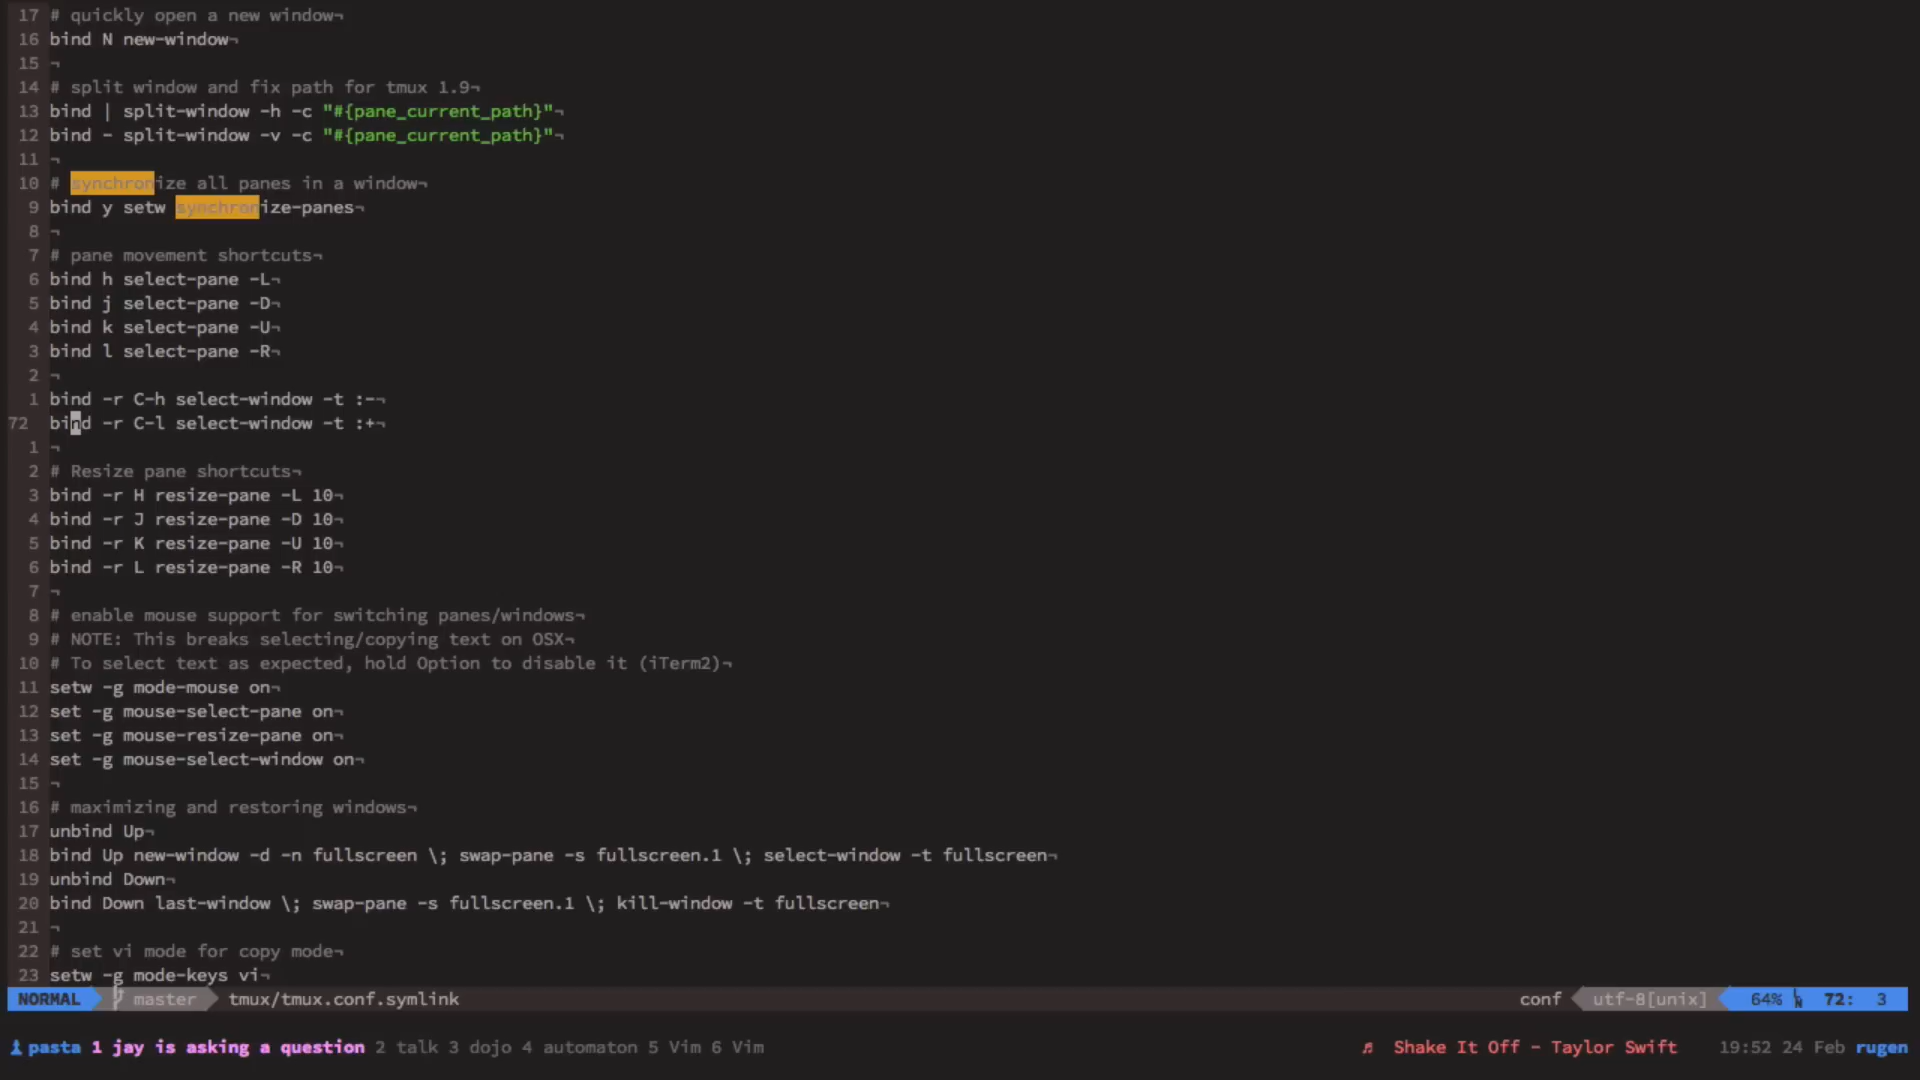 17 # quickly open a new window¬
16 bind N new-window¬
15 ¬
14 # split window and fix path for tmux 1.9¬
13 bind | split-window -h -c "#{pane_current_path}"¬
12 bind - split-window -v -c "#{pane_current_path}"¬
11 ¬
10 # synchronize all panes in a window¬
9 bind y setw synchronize-panes¬
8 ¬
7 # pane movement shortcuts¬
6 bind h select-pane -L¬
5 bind j select-pane -D¬
4 bind k select-pane -U¬
3 bind l select-pane -R¬
2 ¬
1 bind -r C-h select-window -t :-¬
72 bind -r C-l select-window -t :+¬
1 ¬
2 # Resize pane shortcuts¬
3 bind -r H resize-pane -L 10¬
4 bind -r J resize-pane -D 10¬
5 bind -r K resize-pane -U 10¬
6 bind -r L resize-pane -R 10¬
7 ¬
8 # enable mouse support for switching panes/windows¬
9 # NOTE: This breaks selecting/copying text on OSX¬
10 # To select text as expected, hold Option to disable it (iTerm2)¬
11 setw -g mode-mouse on¬
12 set -g mouse-select-pane on¬
13 set -g mouse-resize-pane on¬
14 set -g mouse-select-window on¬
15 ¬
16 # maximizing and restoring windows¬
17 unbind Up¬
18 bind Up new-window -d -n fullscreen \; swap-pane -s fullscreen.1 \; select-window -t fullscreen¬
19 unbind Down¬
20 bind Down last-window \; swap-pane -s fullscreen.1 \; kill-window -t fullscreen¬
21 ¬
22 # set vi mode for copy mode¬
23 setw -g mode-keys vi¬
NORMAL master tmux/tmux.conf.symlink conf utf-8[unix] 64% LN 72: 3
pasta 1 jay is asking a question 2 talk 3 dojo 4 automaton 5 Vim 6 Vim ♬ Shake It Off - Taylor Swift 19:52 24 Feb rugen